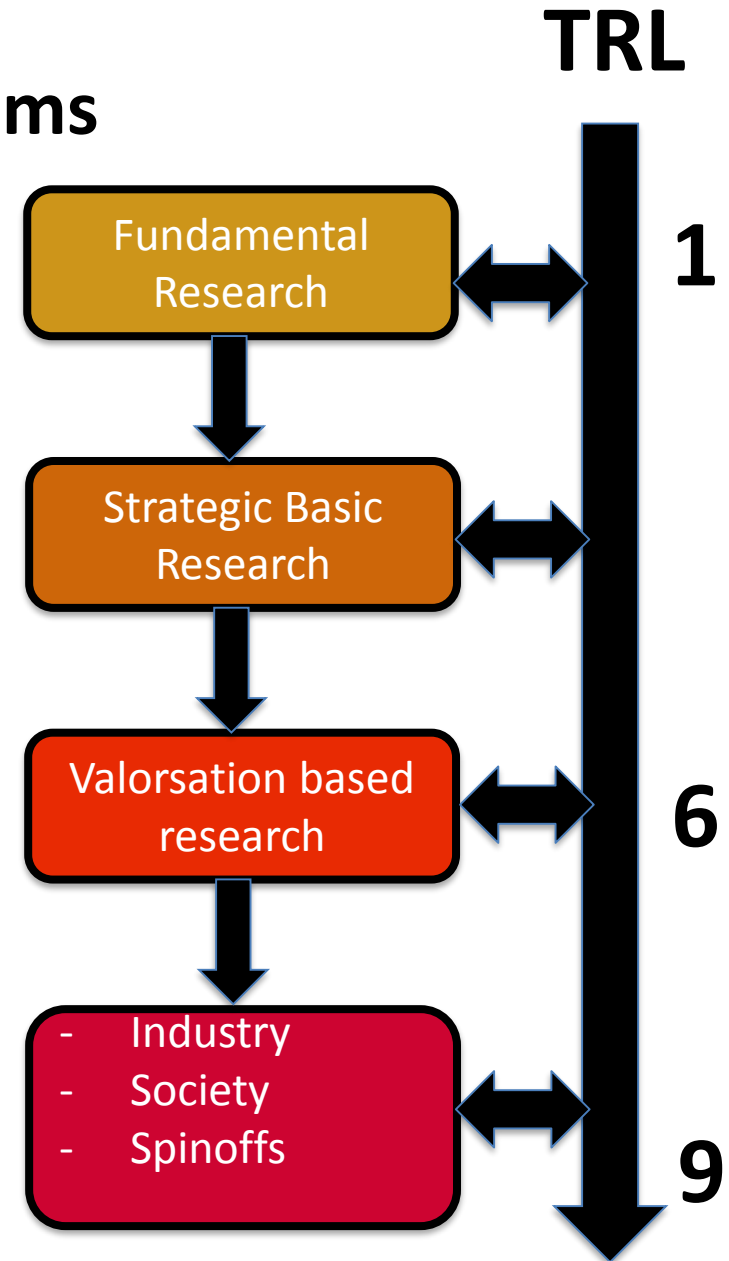 TRL
ms
Fundamental
Research
1
Strategic Basic
Research
Valorsation based
research
6
- Industry
- Society
- Spinoffs
9